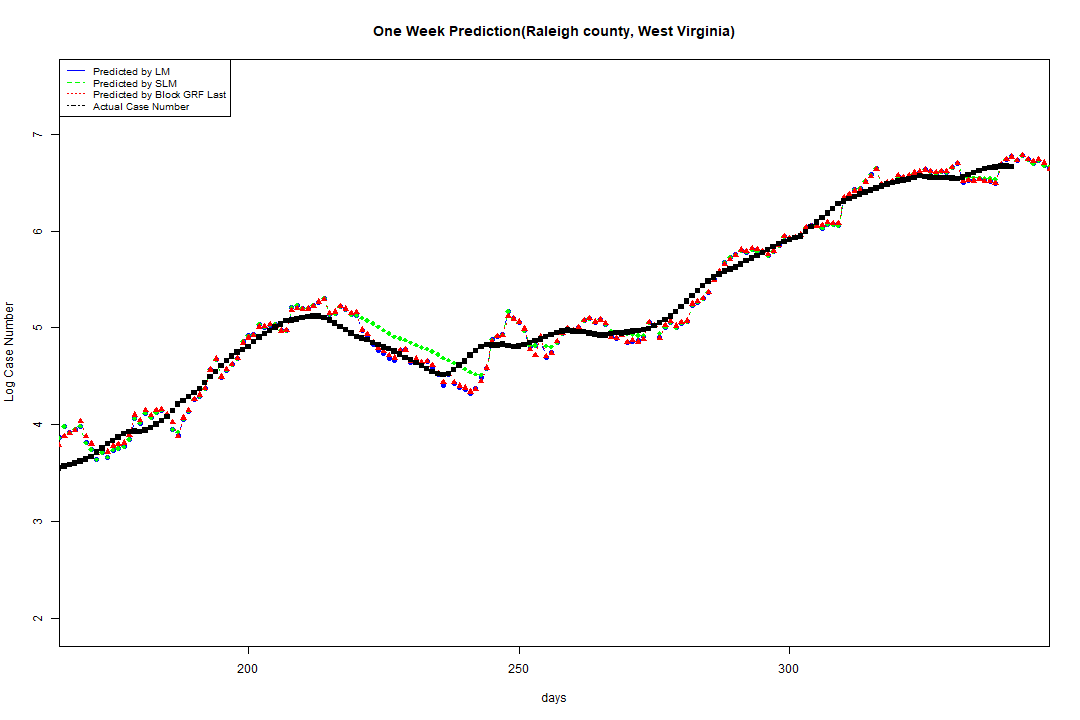 One Week Prediction(Raleigh county, West Virginia)
Predicted by LM
Predicted by SLM
Predicted by Block GRF Last
Actual Case Number
7
6
5
4
3
2
Log Case Number
200
250
300
days